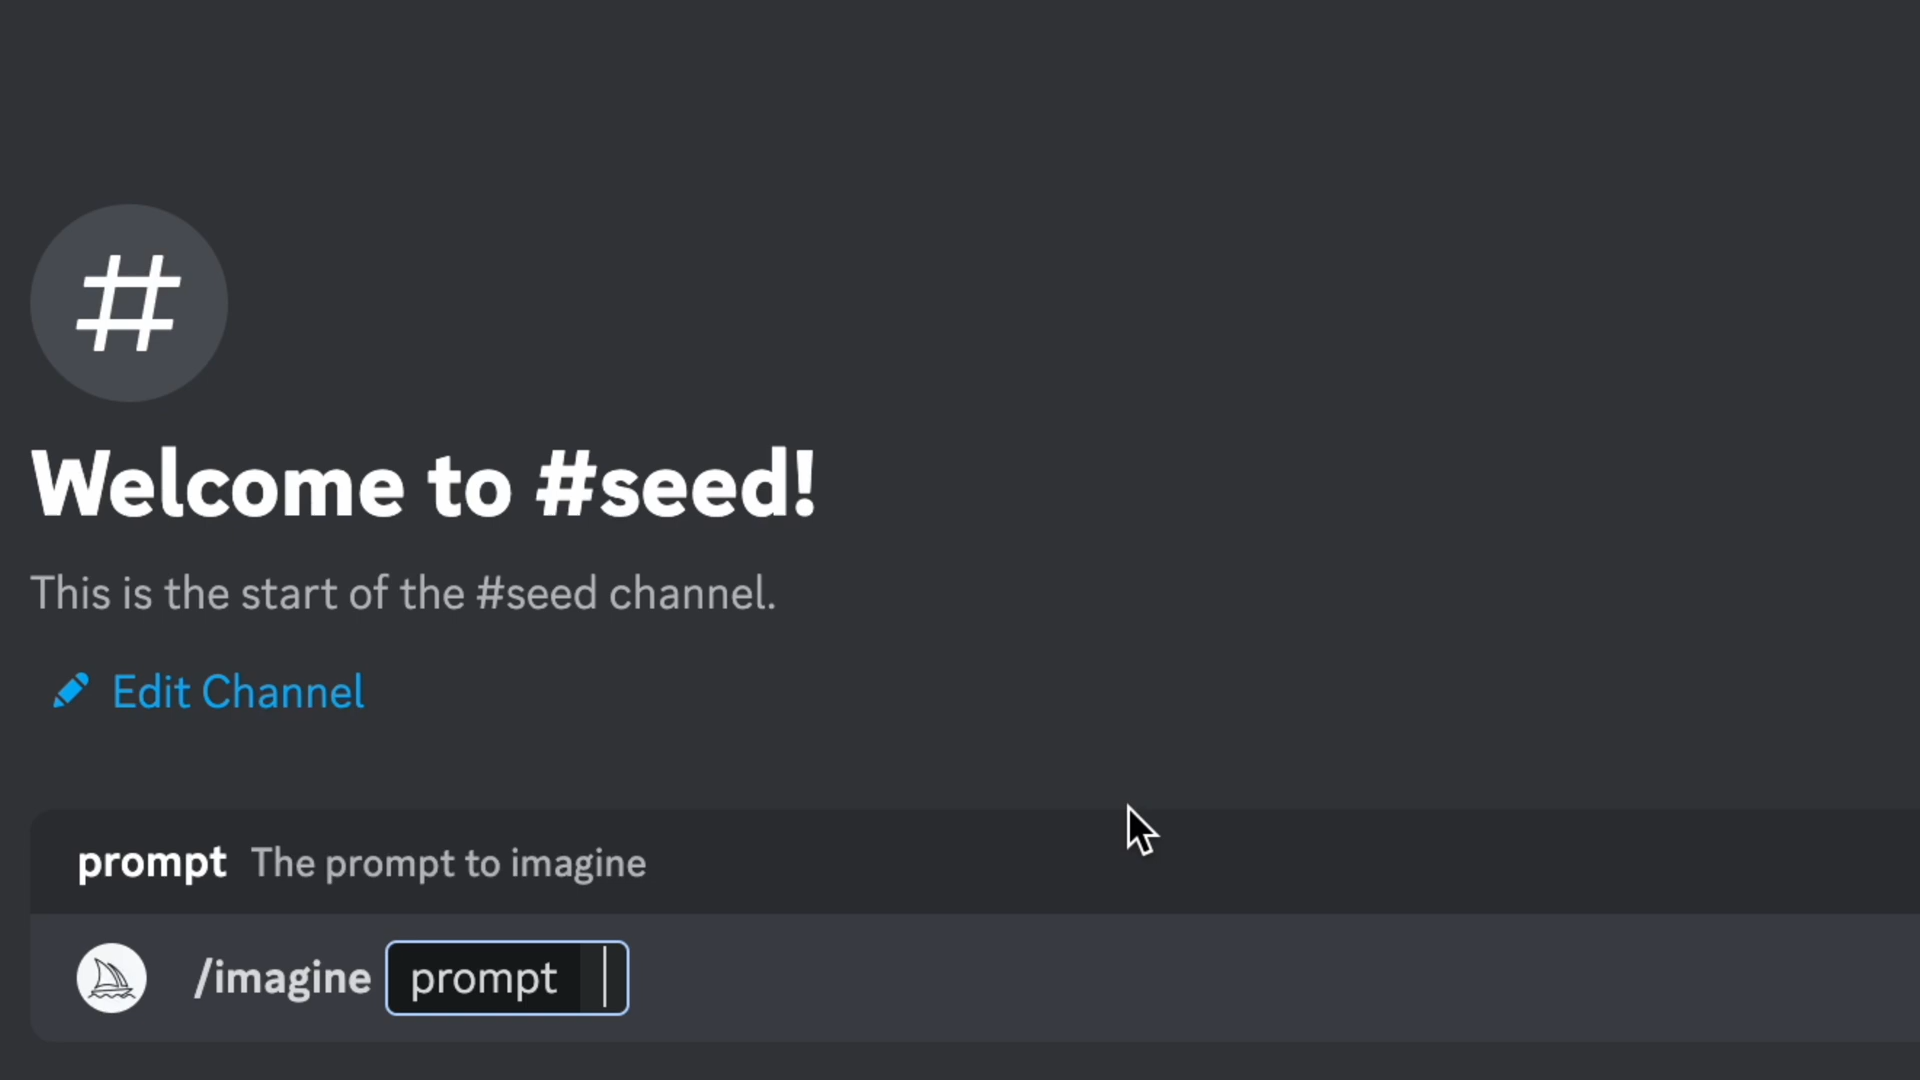 #
Welcome to #seed!
This is the start of the #seed channel.
Edit Channel
prompt The prompt to imagine
/imagine prompt